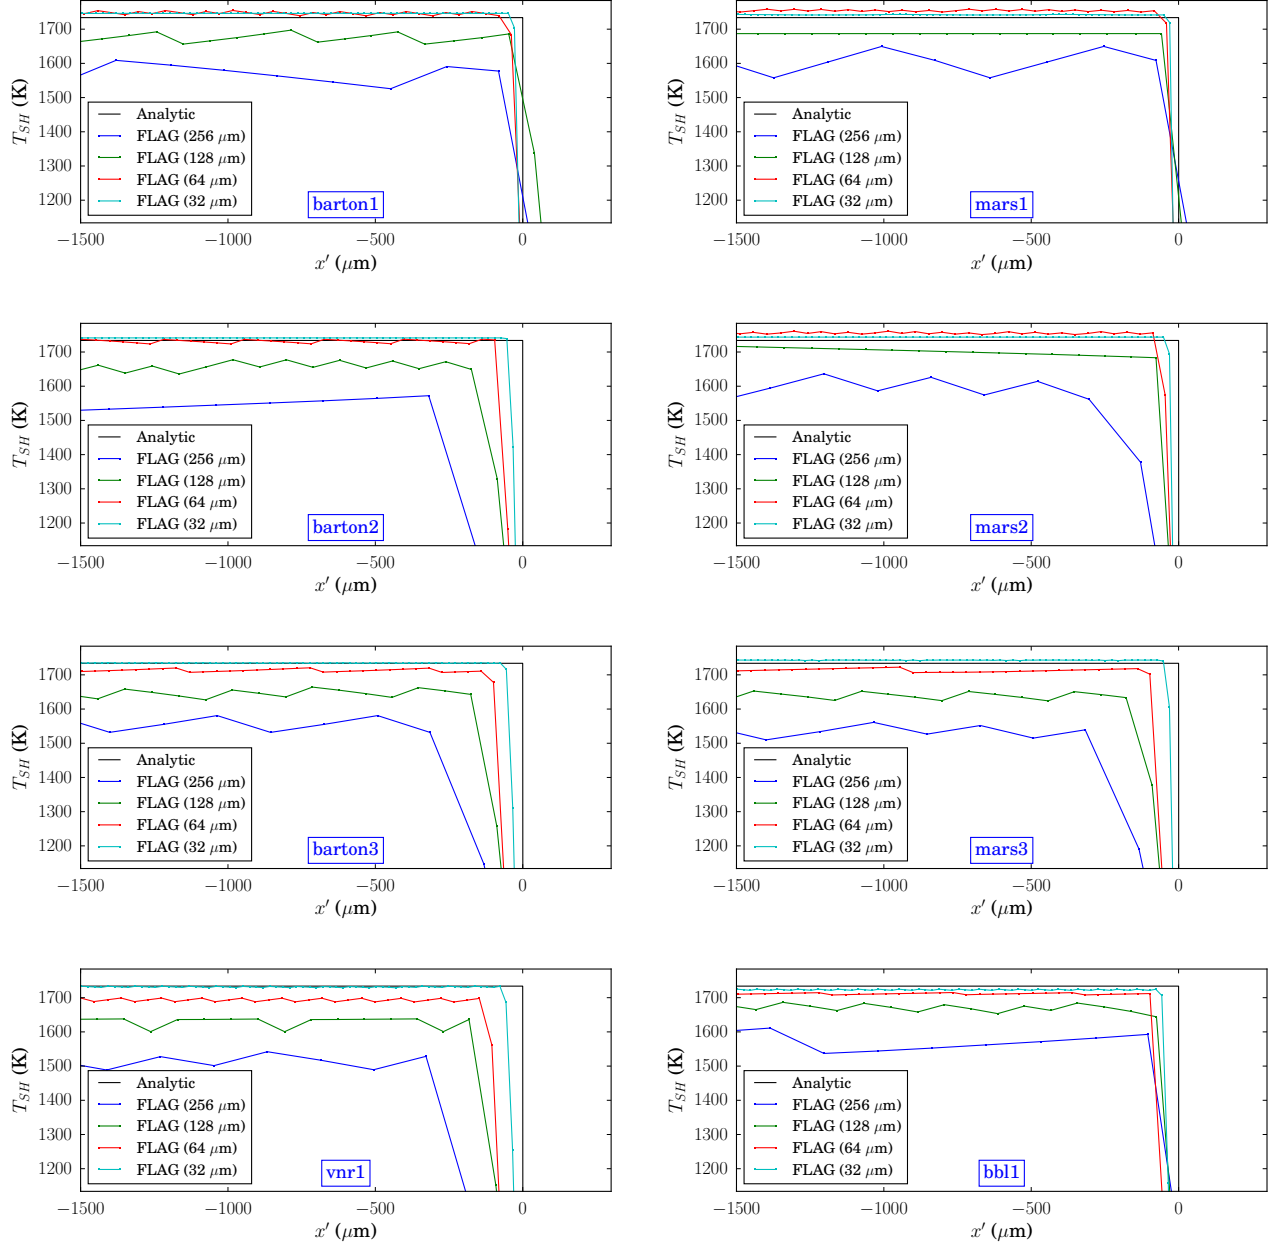 1700
1600
1500
1400
1300
1200
T_SH (K)
Analytic
FLAG (256 μm)
FLAG (128 μm)
FLAG (64 μm)
FLAG (32 μm)
barton1
−1500
−1000
−500
0
x′ (μm)
1700
1600
1500
1400
1300
1200
T_SH (K)
Analytic
FLAG (256 μm)
FLAG (128 μm)
FLAG (64 μm)
FLAG (32 μm)
mars1
−1500
−1000
−500
0
x′ (μm)
1700
1600
1500
1400
1300
1200
T_SH (K)
Analytic
FLAG (256 μm)
FLAG (128 μm)
FLAG (64 μm)
FLAG (32 μm)
barton2
−1500
−1000
−500
0
x′ (μm)
1700
1600
1500
1400
1300
1200
T_SH (K)
Analytic
FLAG (256 μm)
FLAG (128 μm)
FLAG (64 μm)
FLAG (32 μm)
mars2
−1500
−1000
−500
0
x′ (μm)
1700
1600
1500
1400
1300
1200
T_SH (K)
Analytic
FLAG (256 μm)
FLAG (128 μm)
FLAG (64 μm)
FLAG (32 μm)
barton3
−1500
−1000
−500
0
x′ (μm)
1700
1600
1500
1400
1300
1200
T_SH (K)
Analytic
FLAG (256 μm)
FLAG (128 μm)
FLAG (64 μm)
FLAG (32 μm)
mars3
−1500
−1000
−500
0
x′ (μm)
1700
1600
1500
1400
1300
1200
T_SH (K)
Analytic
FLAG (256 μm)
FLAG (128 μm)
FLAG (64 μm)
FLAG (32 μm)
vnr1
−1500
−1000
−500
0
x′ (μm)
1700
1600
1500
1400
1300
1200
T_SH (K)
Analytic
FLAG (256 μm)
FLAG (128 μm)
FLAG (64 μm)
FLAG (32 μm)
bbl1
−1500
−1000
−500
0
x′ (μm)